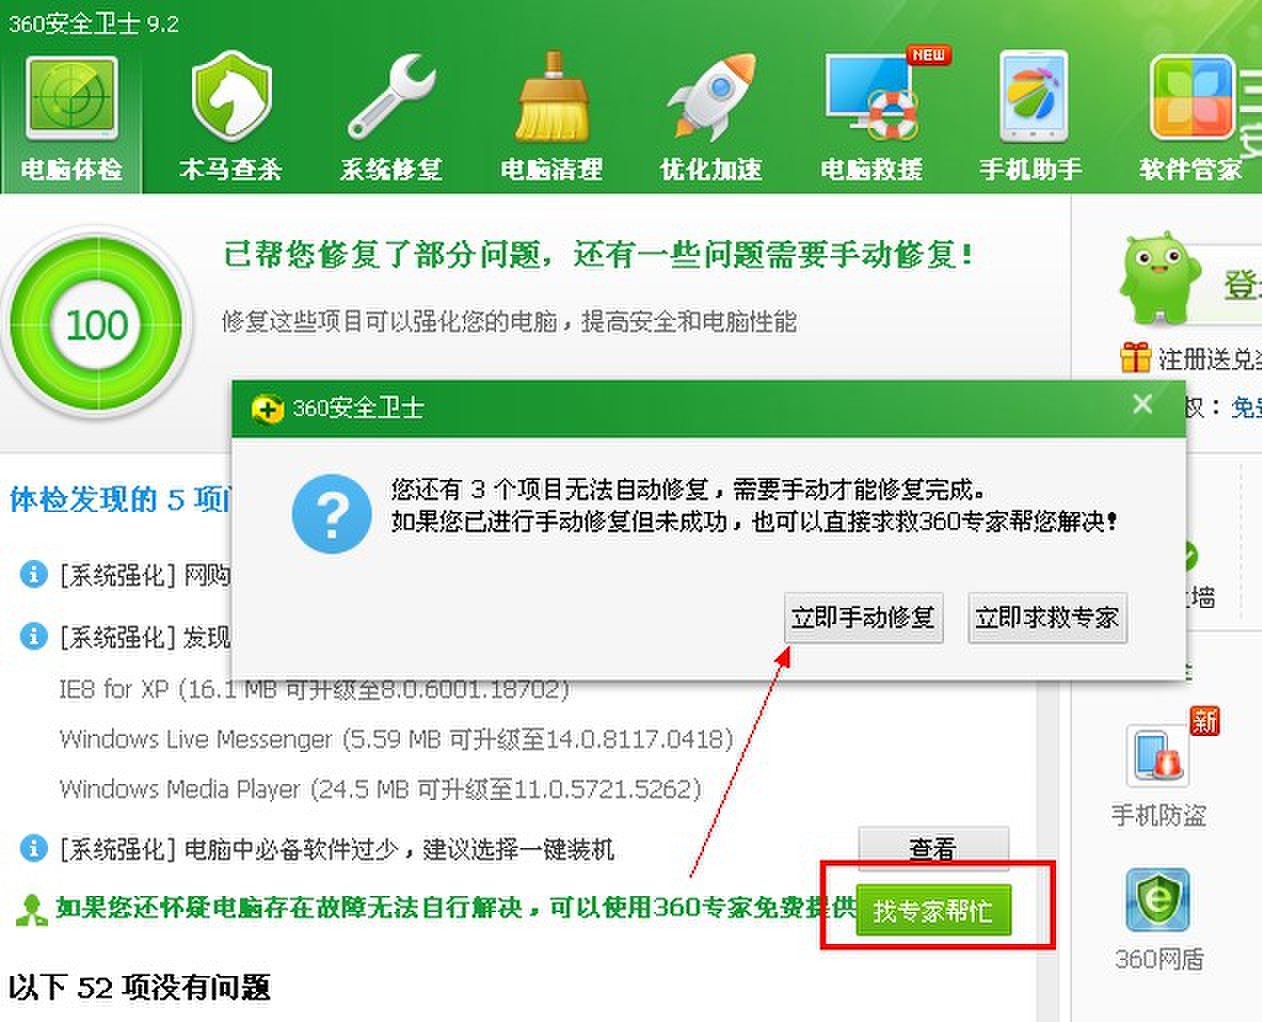 360安全卫士 9.2
NEW
电脑体检
木马查杀
系统修复
电脑清理
优化加速
电脑救援
手机助手
软件管家
100
已帮您修复了部分问题，还有一些问题需要手动修复！
修复这些项目可以强化您的电脑，提高安全和电脑性能
注册送兑
权：免
360安全卫士
您还有 3 个项目无法自动修复，需要手动才能修复完成。
如果您已进行手动修复但未成功，也可以直接求救360专家帮您解决！
立即手动修复
立即求救专家
体检发现的 5 项
[系统强化] 网购
[系统强化] 发现
IE8 for XP (16.1 MB 可升级至8.0.6001.18702)
Windows Live Messenger (5.59 MB 可升级至14.0.8117.0418)
Windows Media Player (24.5 MB 可升级至11.0.5721.5262)
[系统强化] 电脑中必备软件过少，建议选择一键装机
查看
如果您还怀疑电脑存在故障无法自行解决，可以使用360专家免费提供
找专家帮忙
以下 52 项没有问题
墙
新
手机防盗
360网盾